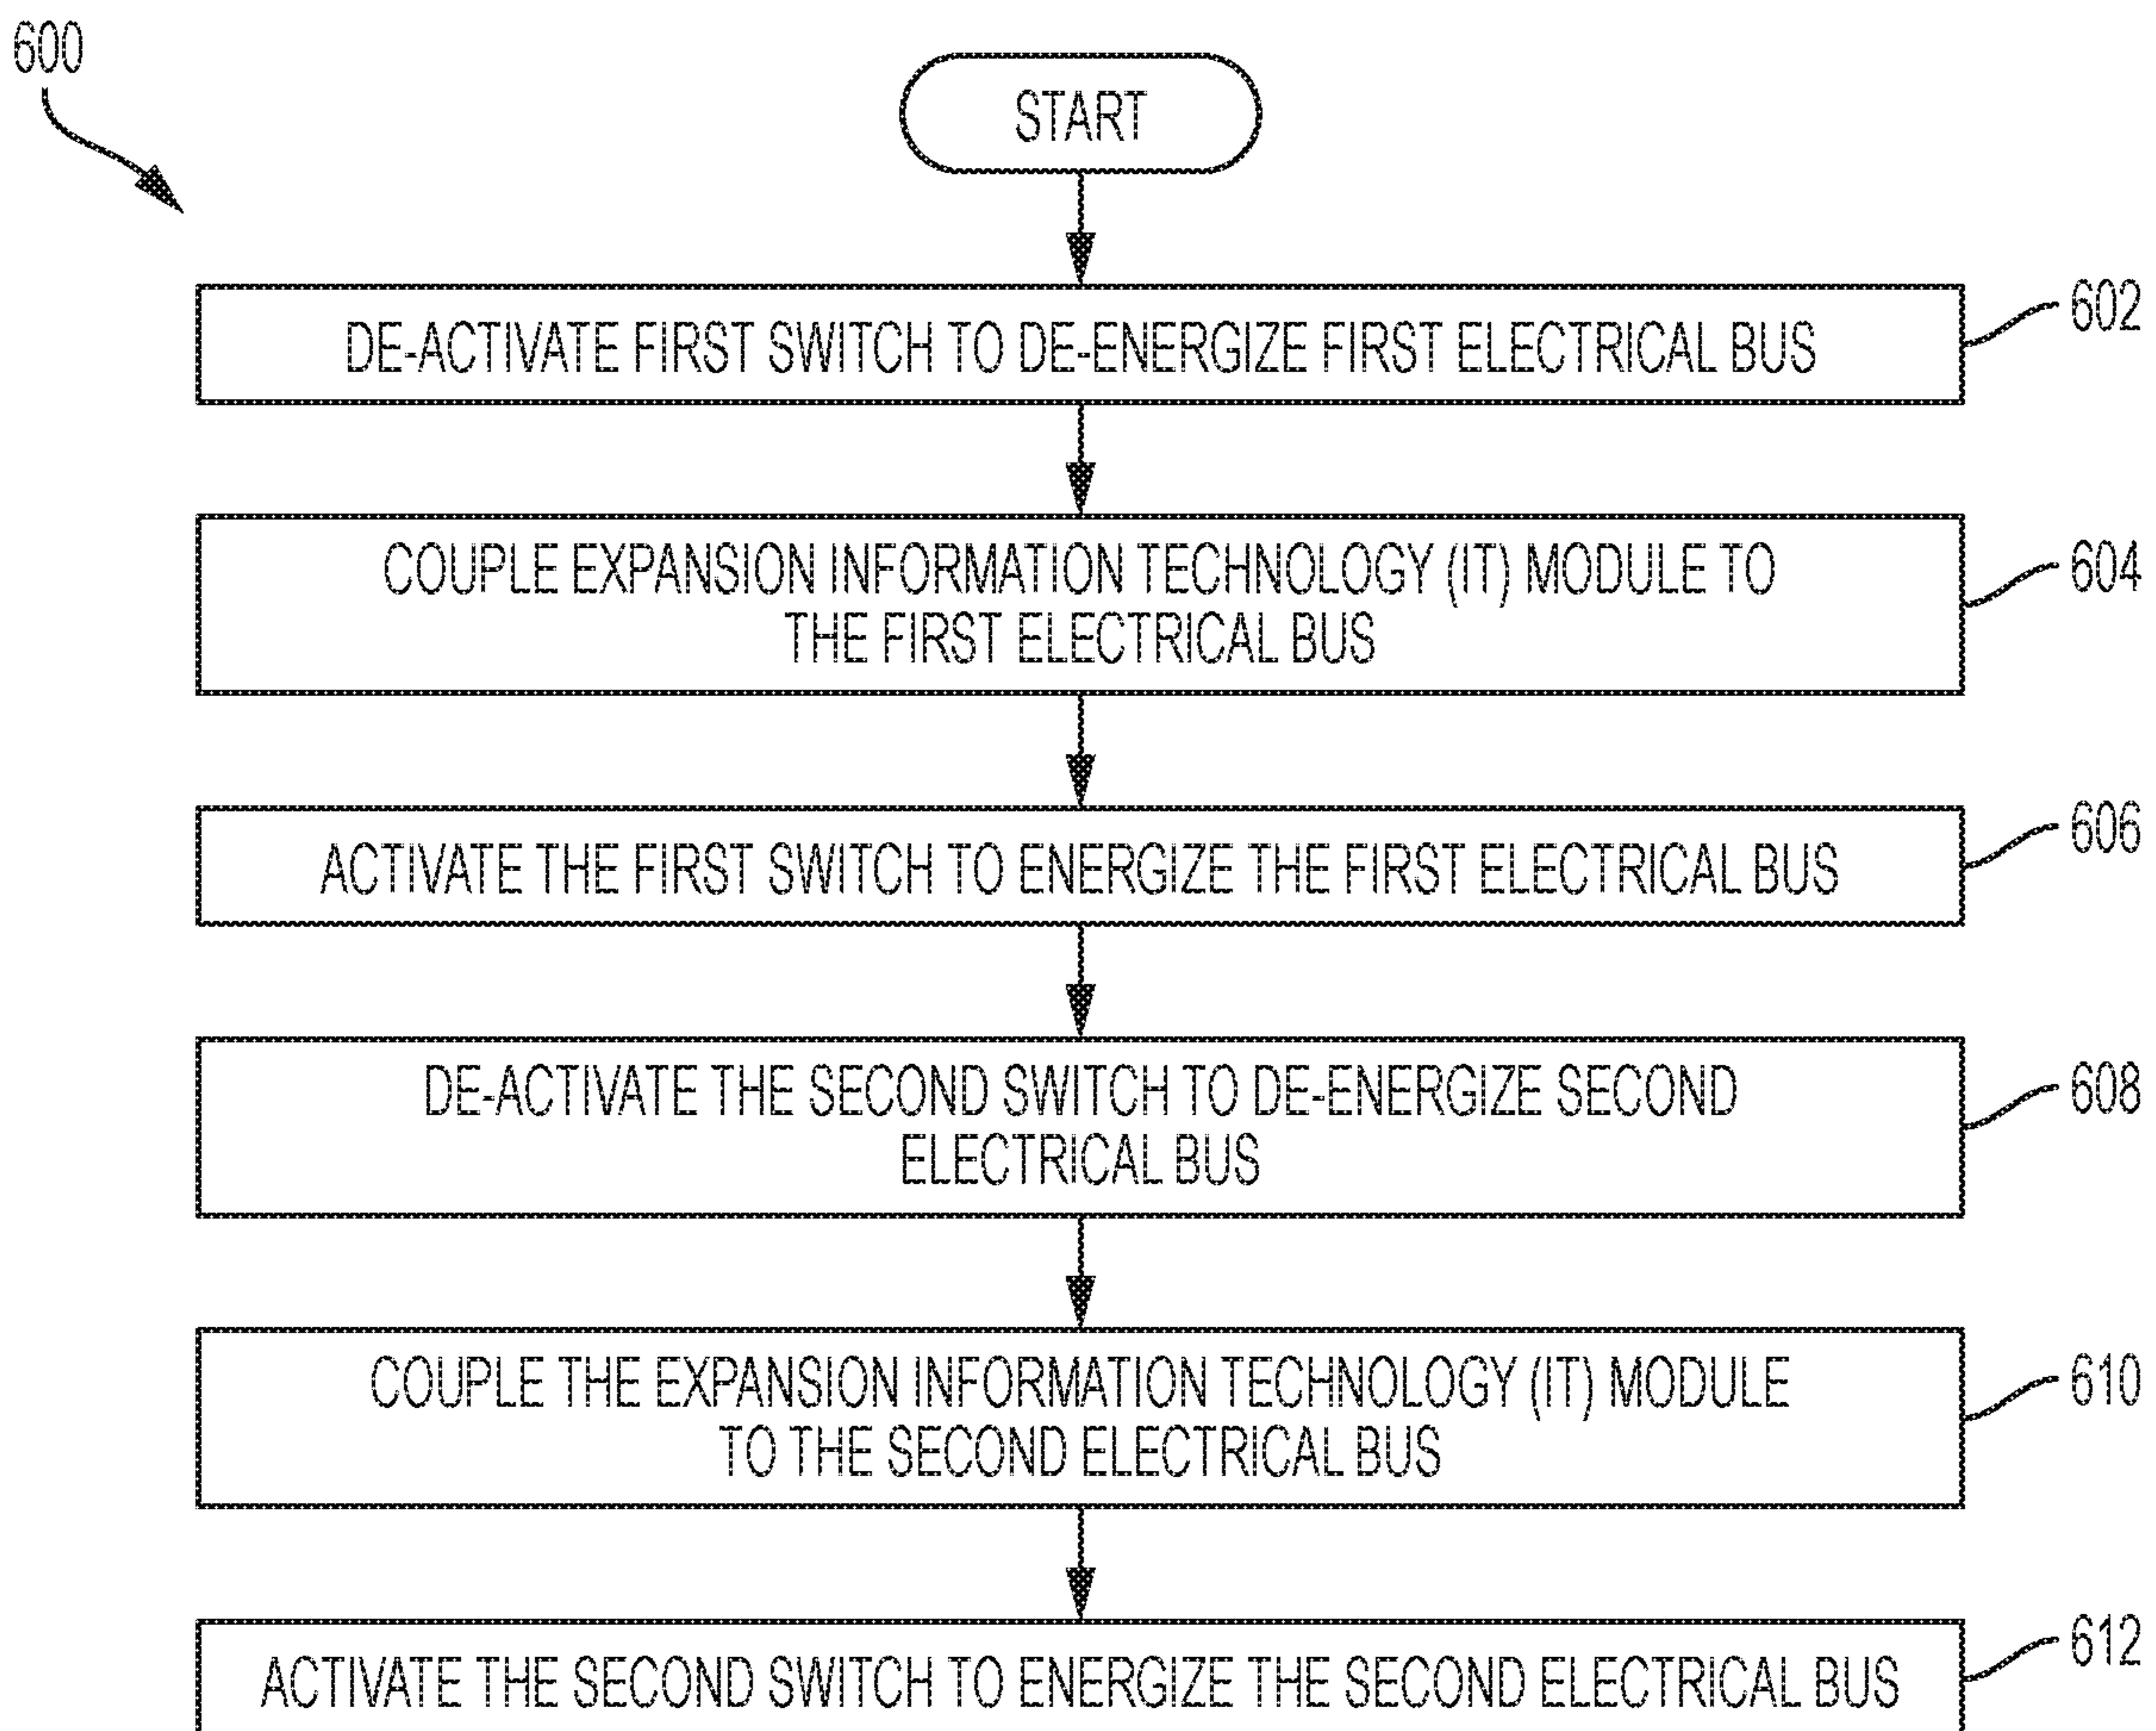 600
START
DE-ACTIVATE FIRST SWITCH TO DE-ENERGIZE FIRST ELECTRICAL BUS
602
COUPLE EXPANSION INFORMATION TECHNOLOGY (IT) MODULE TO
THE FIRST ELECTRICAL BUS
604
ACTIVATE THE FIRST SWITCH TO ENERGIZE THE FIRST ELECTRICAL BUS
606
DE-ACTIVATE THE SECOND SWITCH TO DE-ENERGIZE SECOND
ELECTRICAL BUS
608
COUPLE THE EXPANSION INFORMATION TECHNOLOGY (IT) MODULE
TO THE SECOND ELECTRICAL BUS
610
ACTIVATE THE SECOND SWITCH TO ENERGIZE THE SECOND ELECTRICAL BUS
612